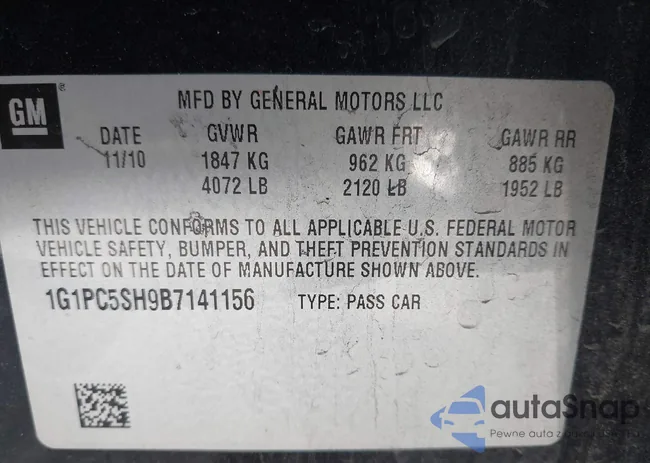 GM ®
MFD BY GENERAL MOTORS LLC
DATE GVWR GAWR FRT GAWR RR
11/10 1847 KG 962 KG 885 KG
4072 LB 2120 LB 1952 LB
THIS VEHICLE CONFORMS TO ALL APPLICABLE U.S. FEDERAL MOTOR
VEHICLE SAFETY, BUMPER, AND THEFT PREVENTION STANDARDS IN
EFFECT ON THE DATE OF MANUFACTURE SHOWN ABOVE.
1G1PC5SH9B7141156 TYPE: PASS CAR
autaSnap
Pewne auta z